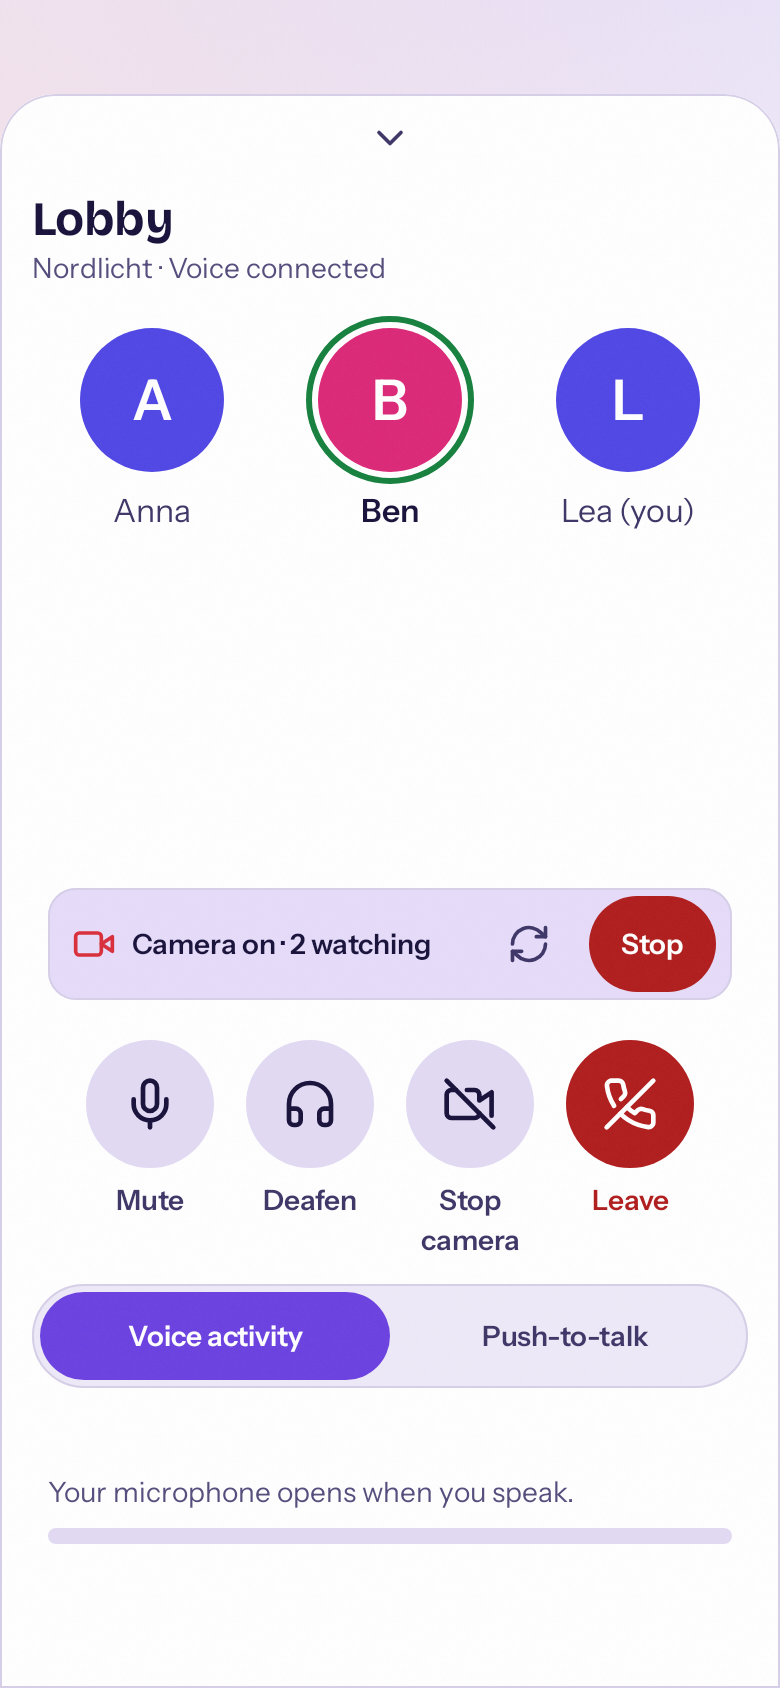 Lobby
Nordlicht · Voice connected
A
B
L
Anna
Ben
Lea (you)
Camera on · 2 watching
Stop
Mute
Deafen
Stop
camera
Leave
Voice activity
Push-to-talk
Your microphone opens when you speak.